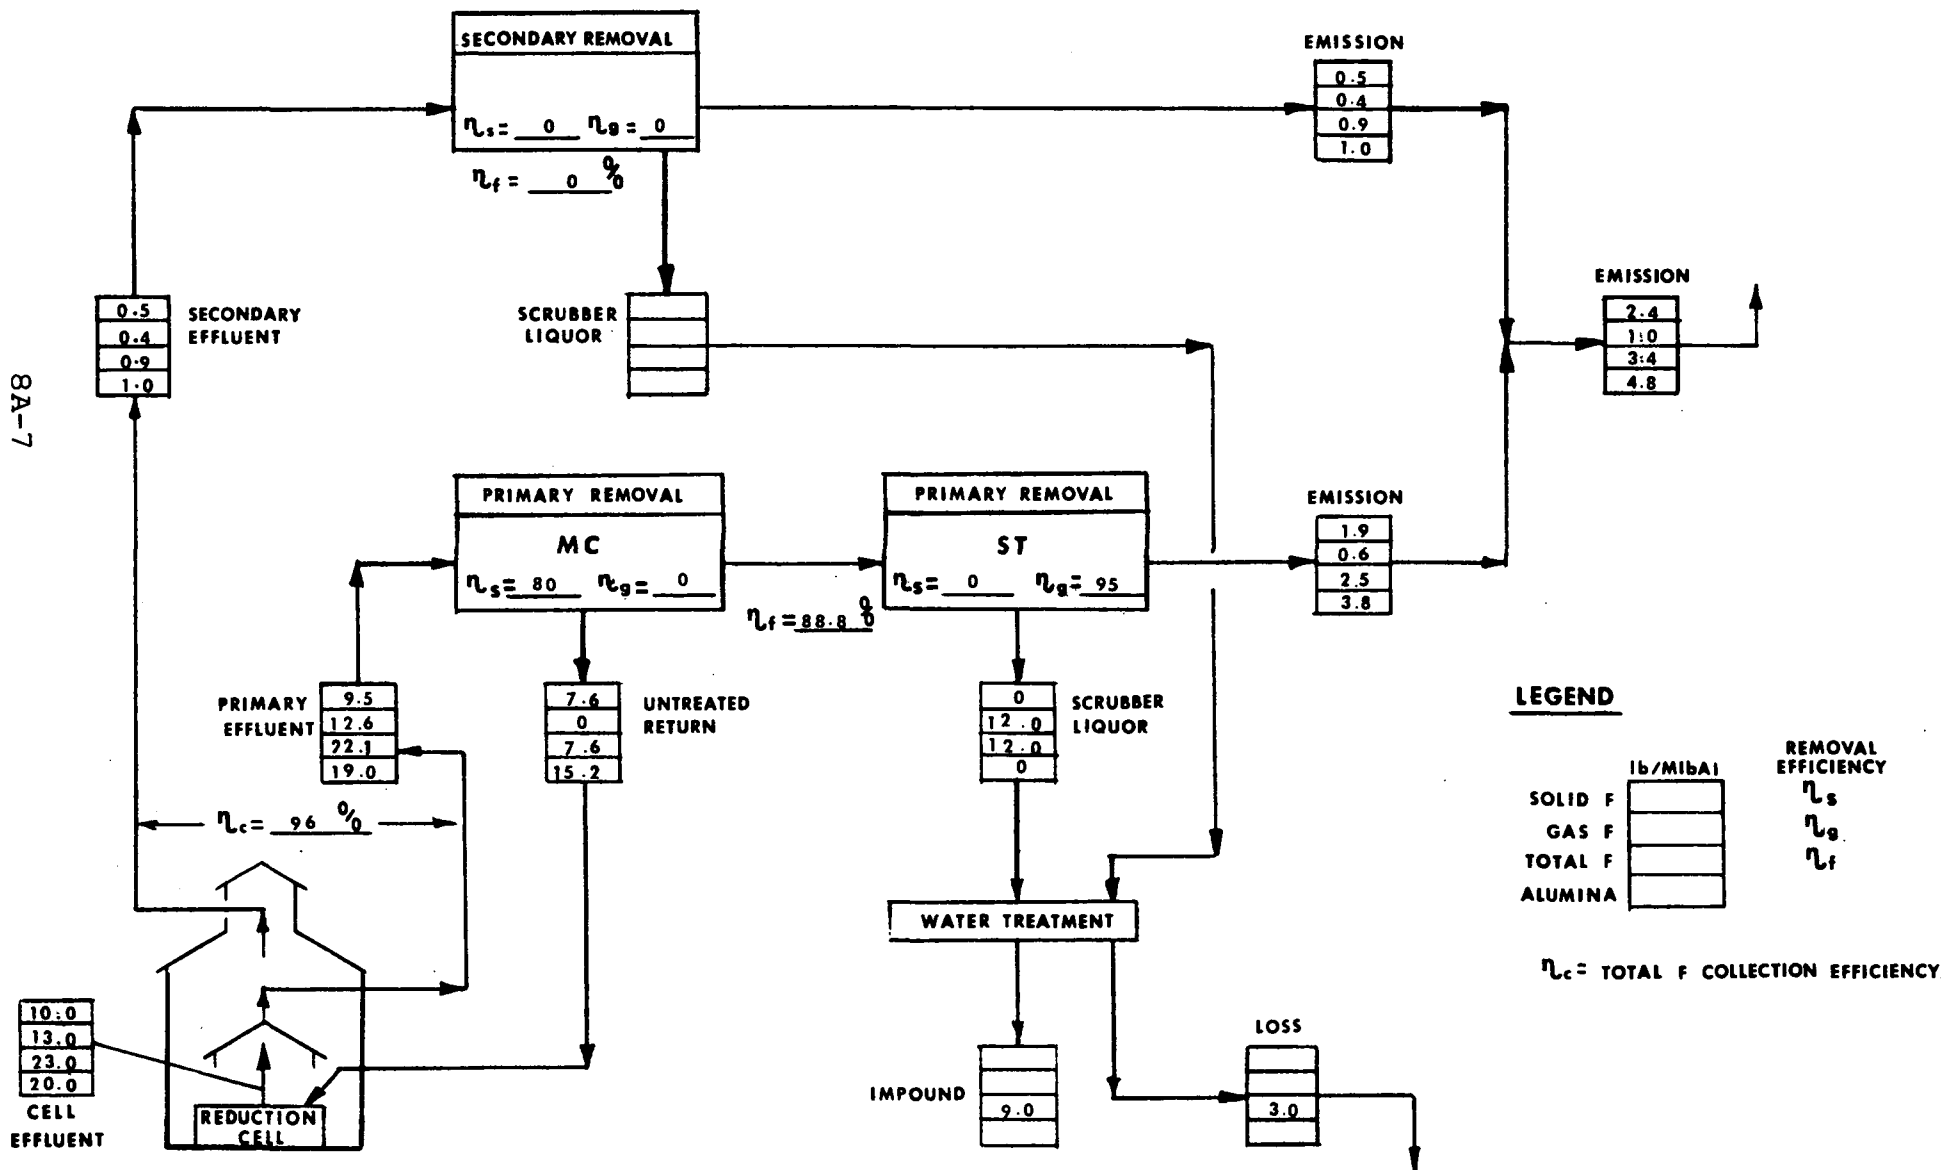 SECONDARY REMOVAL
ηs= 0 ηg= 0
ηf= 0 %
EMISSION
0.5
0.4
0.9
1.0
0.5
0.4
0.9
1.0
SECONDARY
EFFLUENT
SCRUBBER
LIQUOR
EMISSION
2.4
1.0
3.4
4.8
8A-7
PRIMARY REMOVAL
MC
ηs= 80 ηg= 0
ηf= 88.8 %
PRIMARY REMOVAL
ST
ηs= 0 ηg= 95
EMISSION
1.9
0.6
2.5
3.8
PRIMARY
EFFLUENT
9.5
12.6
22.1
19.0
7.6
0
7.6
15.2
UNTREATED
RETURN
0
12.0
12.0
0
SCRUBBER
LIQUOR
ηc= 96 %
WATER TREATMENT
10.0
13.0
23.0
20.0
CELL
EFFLUENT
REDUCTION
CELL
IMPOUND
9.0
LOSS
3.0
LEGEND
lb/MlbAl
REMOVAL
EFFICIENCY
SOLID F ηs
GAS F ηg
TOTAL F ηf
ALUMINA
ηc= TOTAL F COLLECTION EFFICIENCY